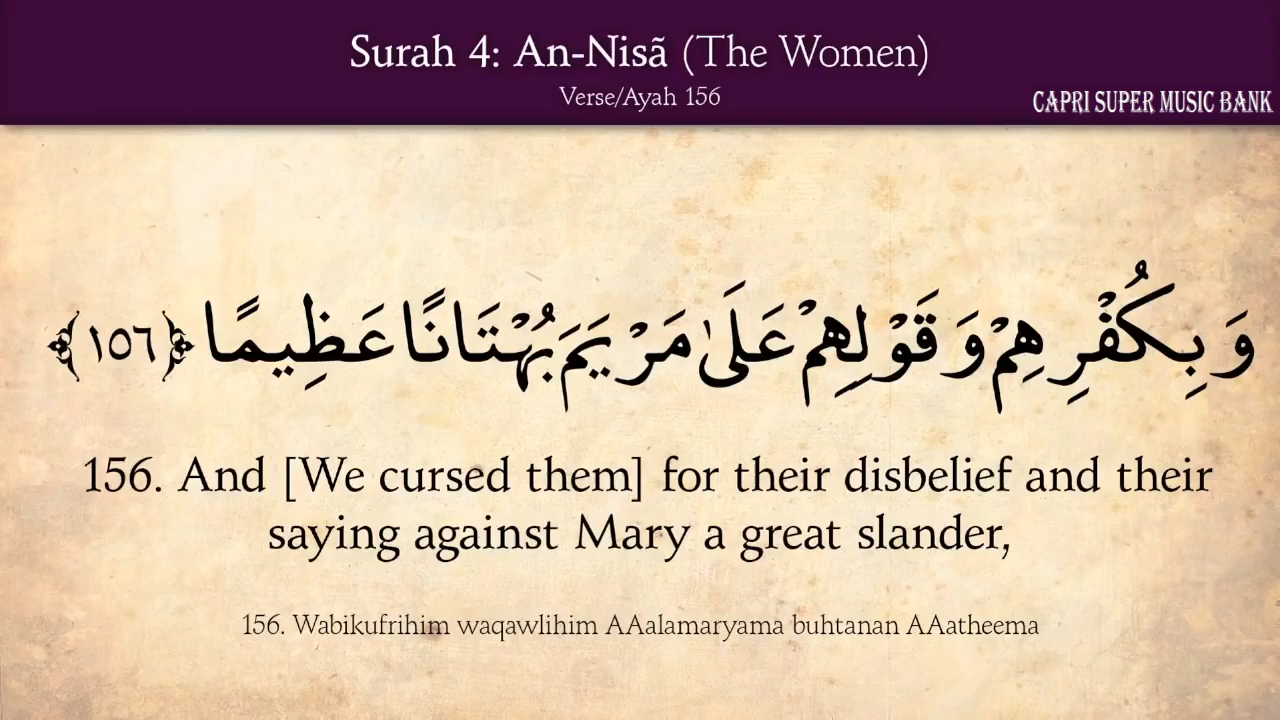 Surah 4: An-Nisã (The Women)
Verse/Ayah 156
CAPRI SUPER MUSIC BANK
وَبِكُفْرِهِمْ وَقَوْلِهِمْ عَلَىٰ مَرْيَمَ بُهْتَانًا عَظِيمًا ﴿١٥٦﴾
156. And [We cursed them] for their disbelief and their
saying against Mary a great slander,
156. Wabikufrihim waqawlihim AAalamaryama buhtanan AAatheema